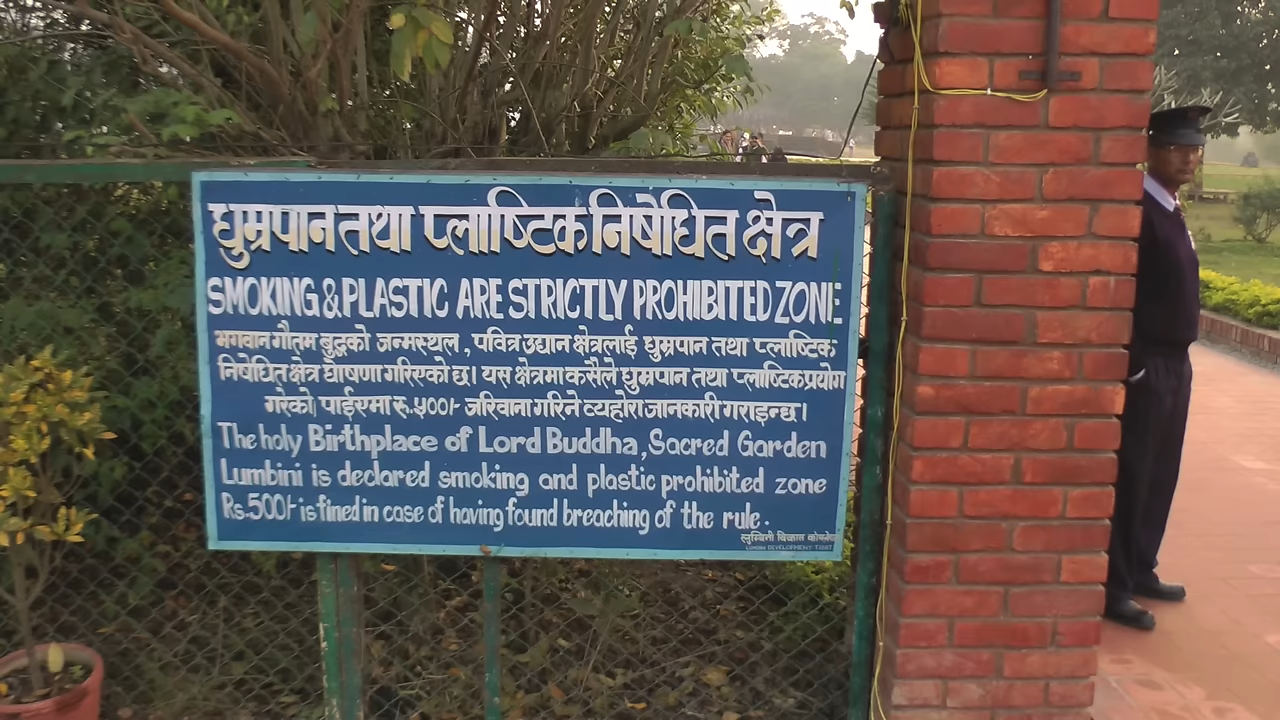 धुम्रपान तथा प्लाष्टिक निषेधित क्षेत्र
SMOKING & PLASTIC ARE STRICTLY PROHIBITED ZONE
भगवान गौतम बुद्धको जन्मस्थल, पवित्र उद्यान क्षेत्रलाई धुम्रपान तथा प्लाष्टिक
निषेधित क्षेत्र घोषणा गरिएको छ। यस क्षेत्रमा कसैले धुम्रपान तथा प्लाष्टिक प्रयोग
गरेको पाईएमा रु.५००/- जरिवाना गरिने व्यहोरा जानकारी गराइन्छ।
The holy Birthplace of Lord Buddha, Sacred Garden
Lumbini is declared smoking and plastic prohibited zone
Rs.500/- is fined in case of having found breaching of the rule.
लुम्बिनी विकास कोष
LUMBINI DEVELOPMENT TRUST